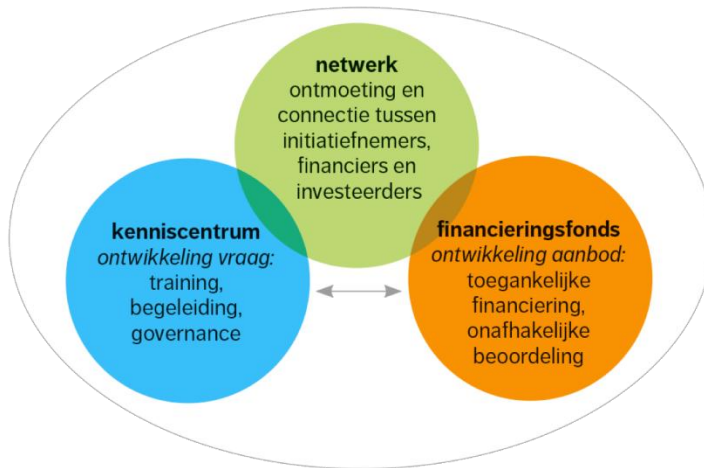 netwerk
ontmoeting en
connectie tussen
initiatiefnemers,
financiers en
investeerders
kenniscentrum
ontwikkeling vraag:
training,
begeleiding,
governance
financieringsfonds
ontwikkeling aanbod:
toegankelijke
financiering,
onafhakelijke
beoordeling